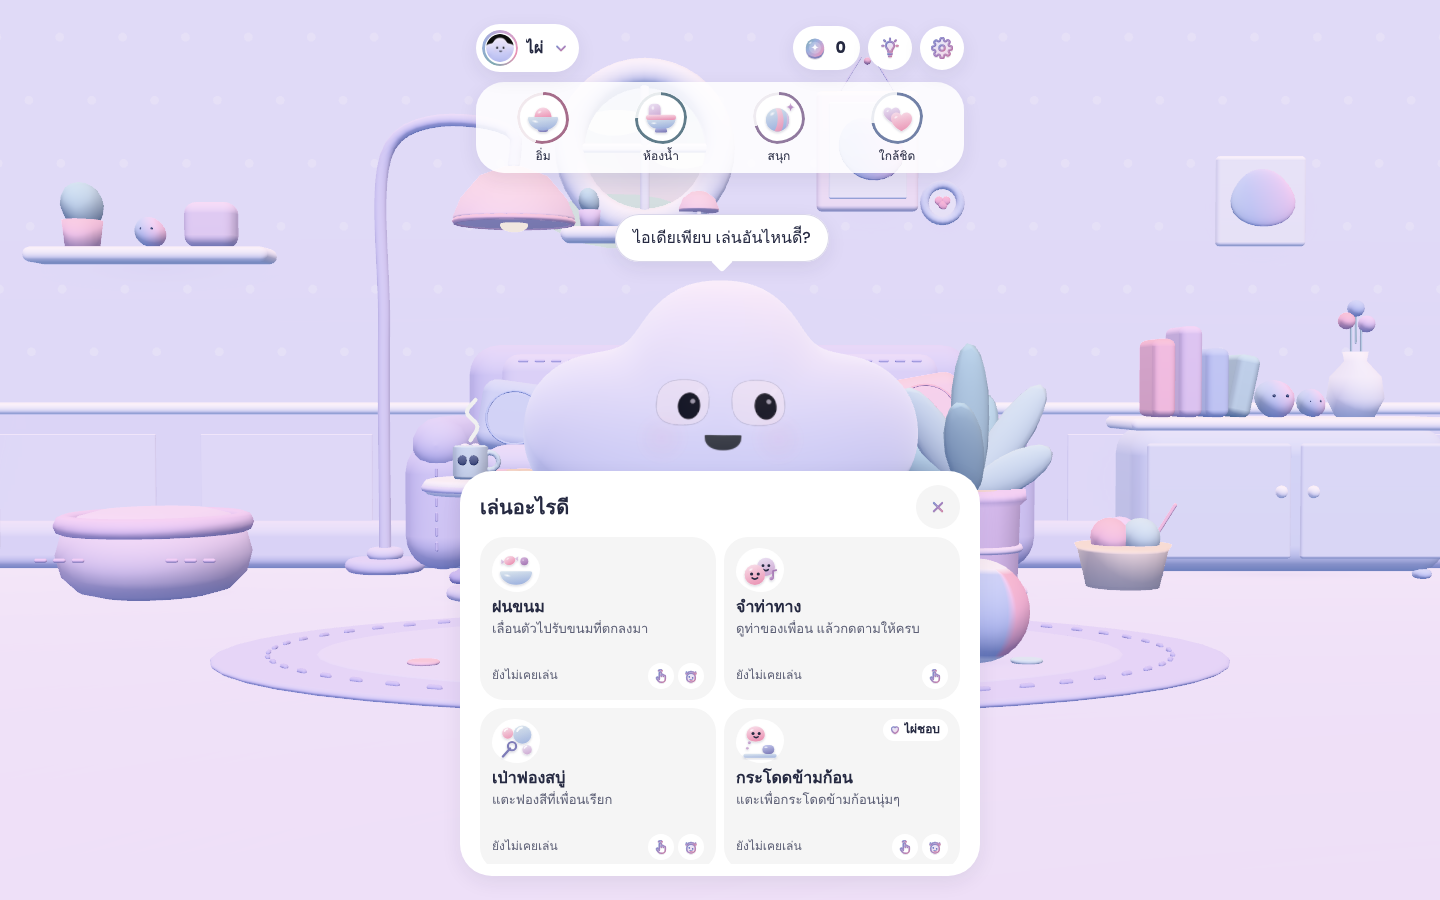 ไผ่
0
อิ่ม
ห้องน้ำ
สนุก
ใกล้ชิด
ไอเดียเพียบ เล่นอันไหนดี?
เล่นอะไรดี
ฝนขนม
เลื่อนตัวไปรับขนมที่ตกลงมา
ยังไม่เคยเล่น
จำท่าทาง
ดูท่าของเพื่อน แล้วกดตามให้ครบ
ยังไม่เคยเล่น
เป่าฟองสบู่
แตะฟองสีที่เพื่อนเรียก
ยังไม่เคยเล่น
ไผ่ชอบ
กระโดดข้ามก้อน
แตะเพื่อกระโดดข้ามก้อนนุ่มๆ
ยังไม่เคยเล่น